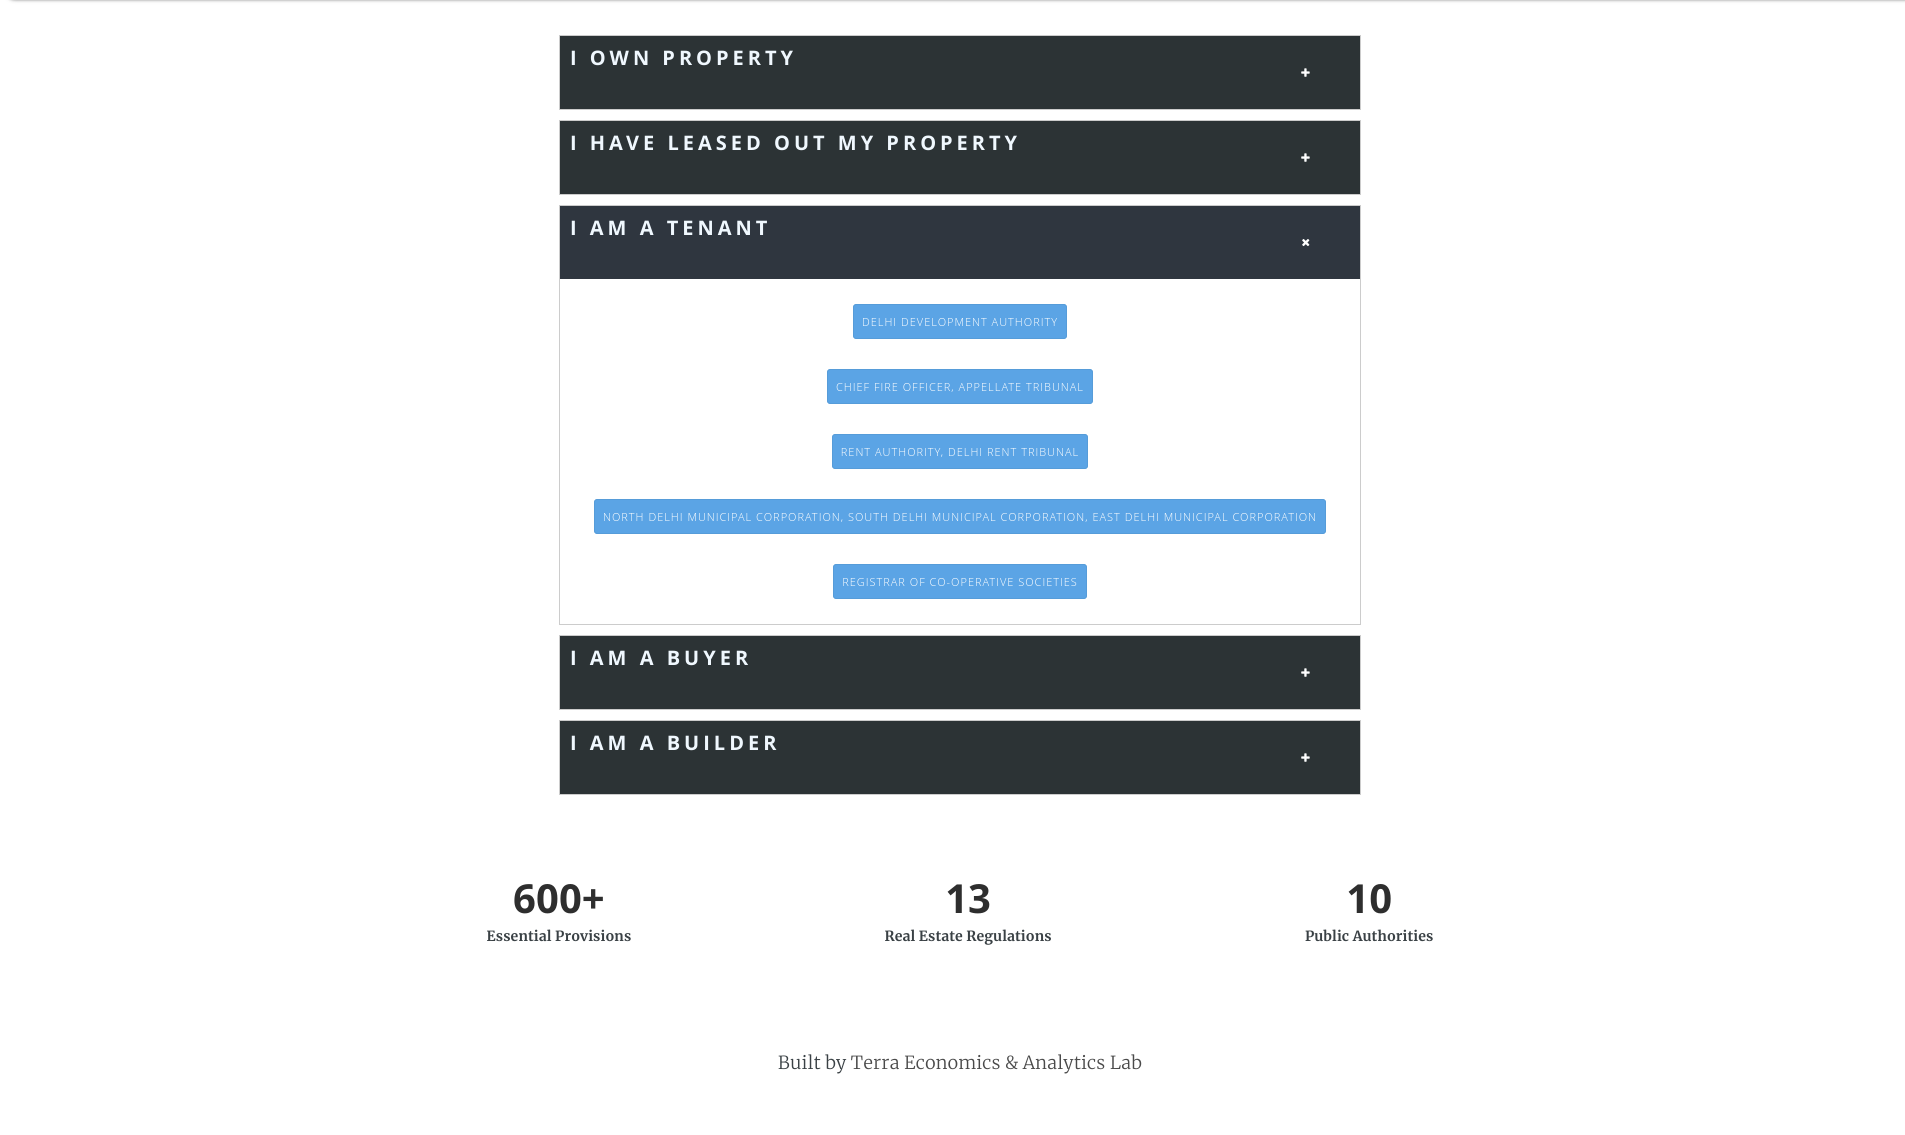 I OWN PROPERTY
I HAVE LEASED OUT MY PROPERTY
I AM A TENANT
DELHI DEVELOPMENT AUTHORITY
CHIEF FIRE OFFICER, APPELLATE TRIBUNAL
RENT AUTHORITY, DELHI RENT TRIBUNAL
NORTH DELHI MUNICIPAL CORPORATION, SOUTH DELHI MUNICIPAL CORPORATION, EAST DELHI MUNICIPAL CORPORATION
REGISTRAR OF CO-OPERATIVE SOCIETIES
I AM A BUYER
I AM A BUILDER
600+
Essential Provisions
13
Real Estate Regulations
10
Public Authorities
Built by Terra Economics & Analytics Lab